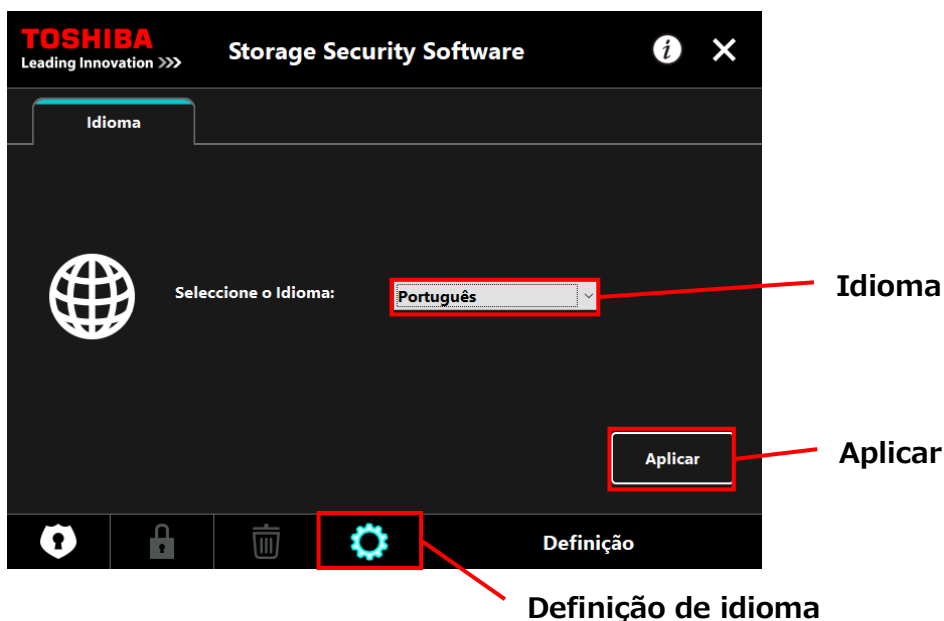 TOSHIBA
Leading Innovation >>>
Storage Security Software
Idioma
Seleccione o Idioma:
Português
Idioma
Aplicar
Aplicar
Definição
Definição de idioma